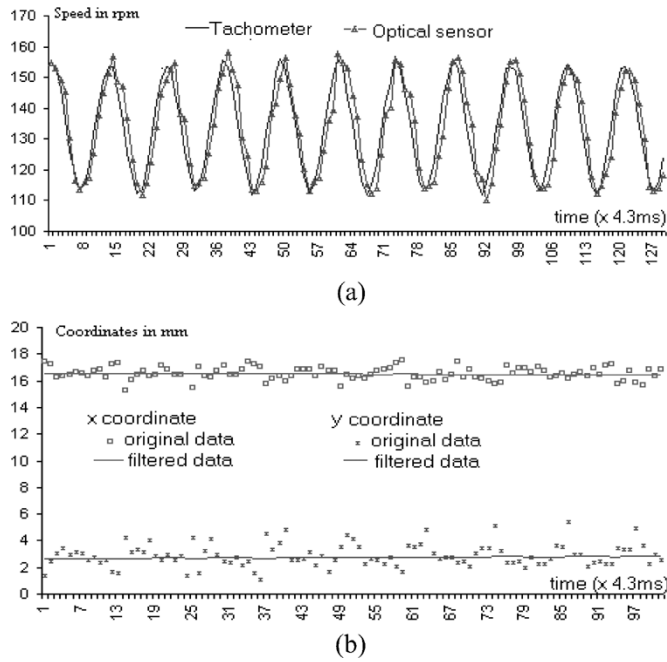 Speed in rpm
Tachometer Optical sensor
170
160
150
140
130
120
110
100
time (x 4.3ms)
1 8 15 22 29 36 43 50 57 64 71 78 85 92 99 106 113 120 127
(a)
Coordinates in mm
20
18
16
14
12
10
8
6
4
2
0
x coordinate y coordinate
original data original data
filtered data filtered data
time (x 4.3ms)
1 7 13 19 25 31 37 43 49 55 61 67 73 79 85 91 97
(b)